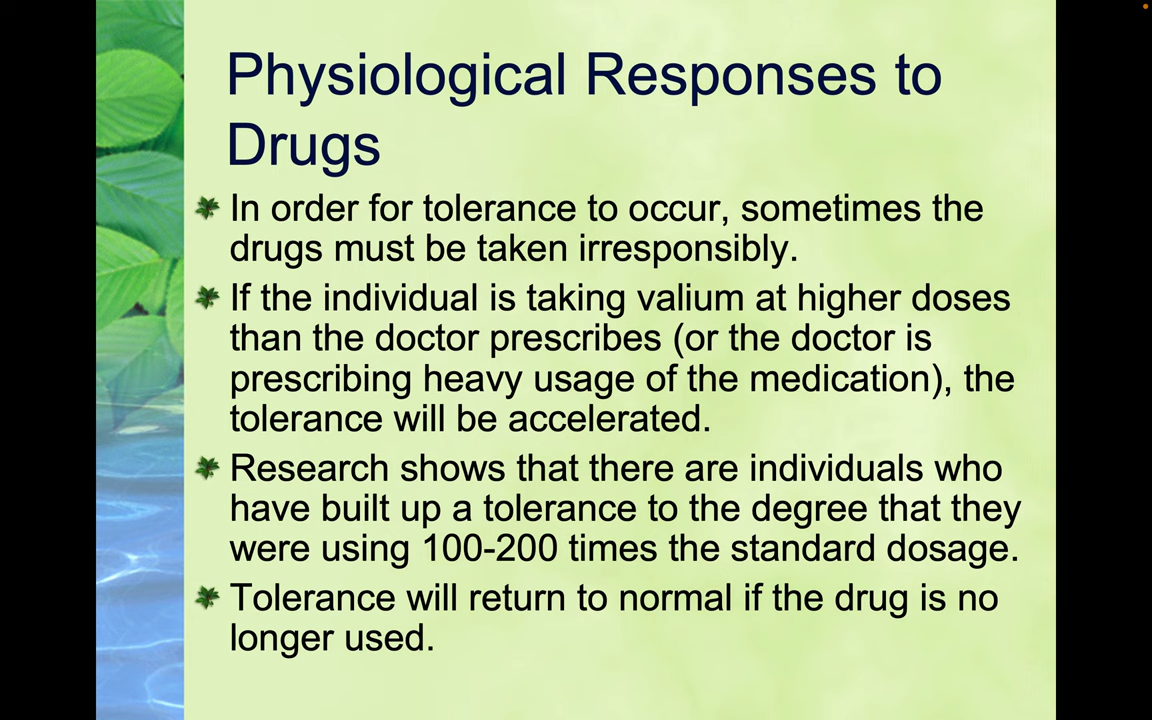 Physiological Responses to
Drugs
In order for tolerance to occur, sometimes the
drugs must be taken irresponsibly.
If the individual is taking valium at higher doses
than the doctor prescribes (or the doctor is
prescribing heavy usage of the medication), the
tolerance will be accelerated.
Research shows that there are individuals who
have built up a tolerance to the degree that they
were using 100-200 times the standard dosage.
Tolerance will return to normal if the drug is no
longer used.